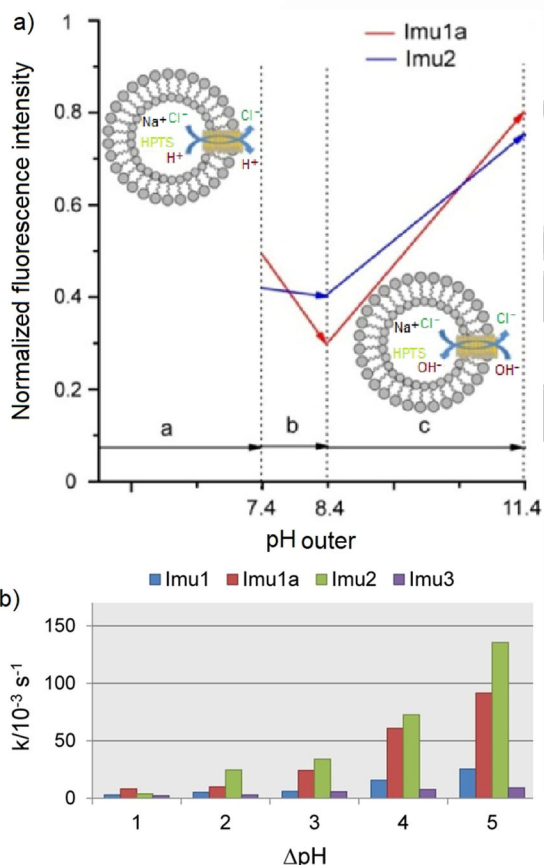 a)
Normalized fluorescence intensity
1
0.8
0.6
0.4
0.2
0
Imu1a
Imu2
Na⁺ Cl⁻ Cl⁻
HPTS
H⁺ H⁺
Na⁺ Cl⁻ Cl⁻
HPTS
OH⁻ OH⁻
a b c
7.4 8.4 11.4
pH outer
Imu1 Imu1a Imu2 Imu3
b)
k/10⁻³ s⁻¹
150
100
50
0
1 2 3 4 5
ΔpH